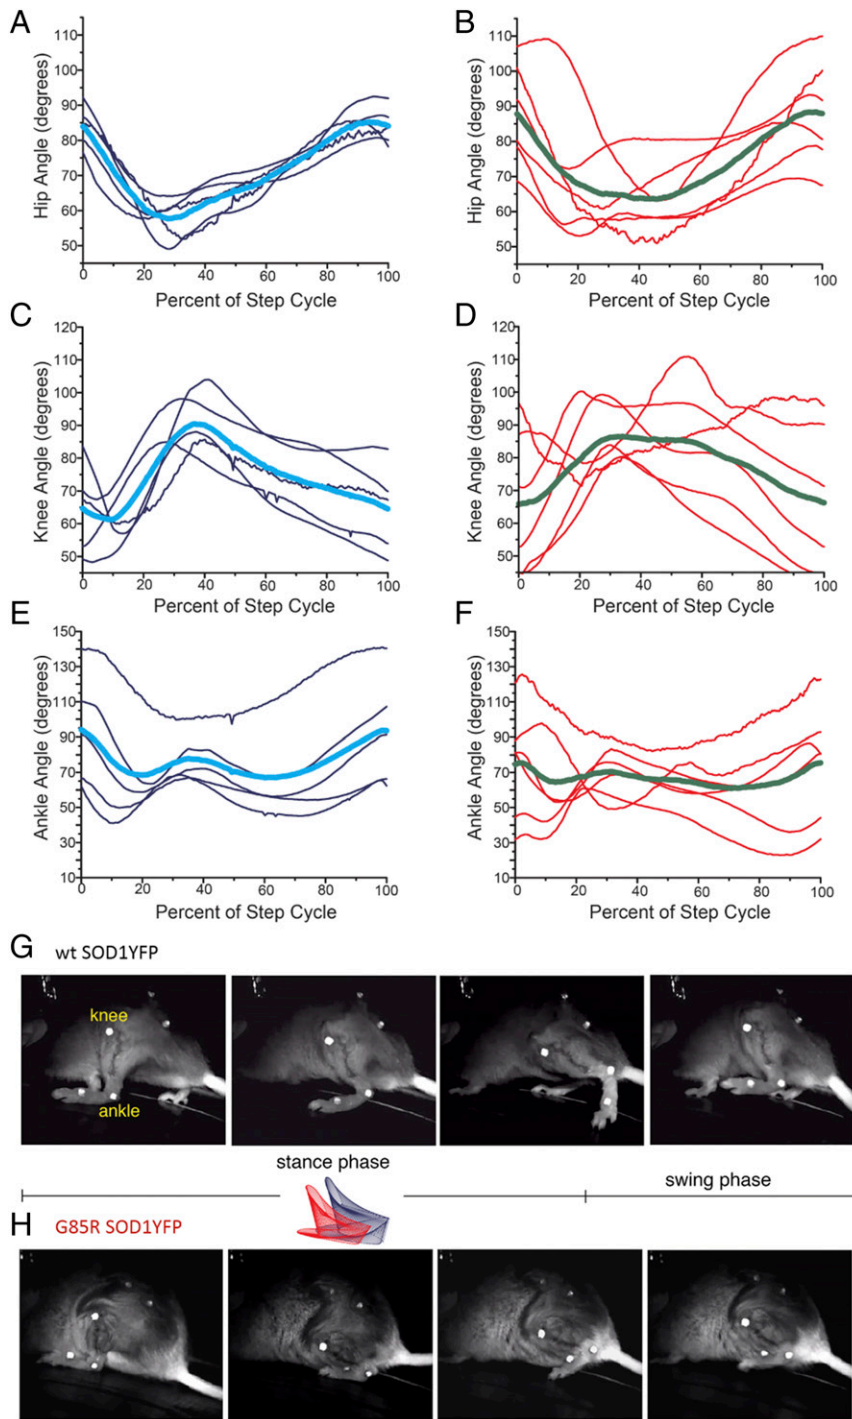 A
Hip Angle (degrees)
110
100
90
80
70
60
50
0 20 40 60 80 100
Percent of Step Cycle
B
Hip Angle (degrees)
110
100
90
80
70
60
50
0 20 40 60 80 100
Percent of Step Cycle
C
Knee Angle (degrees)
120
110
100
90
80
70
60
50
0 20 40 60 80 100
Percent of Step Cycle
D
Knee Angle (degrees)
120
110
100
90
80
70
60
50
0 20 40 60 80 100
Percent of Step Cycle
E
Ankle Angle (degrees)
150
130
110
90
70
50
30
10
0 20 40 60 80 100
Percent of Step Cycle
F
Ankle Angle (degrees)
150
130
110
90
70
50
30
10
0 20 40 60 80 100
Percent of Step Cycle
G wt SOD1YFP
knee
ankle
stance phase
swing phase
H G85R SOD1YFP